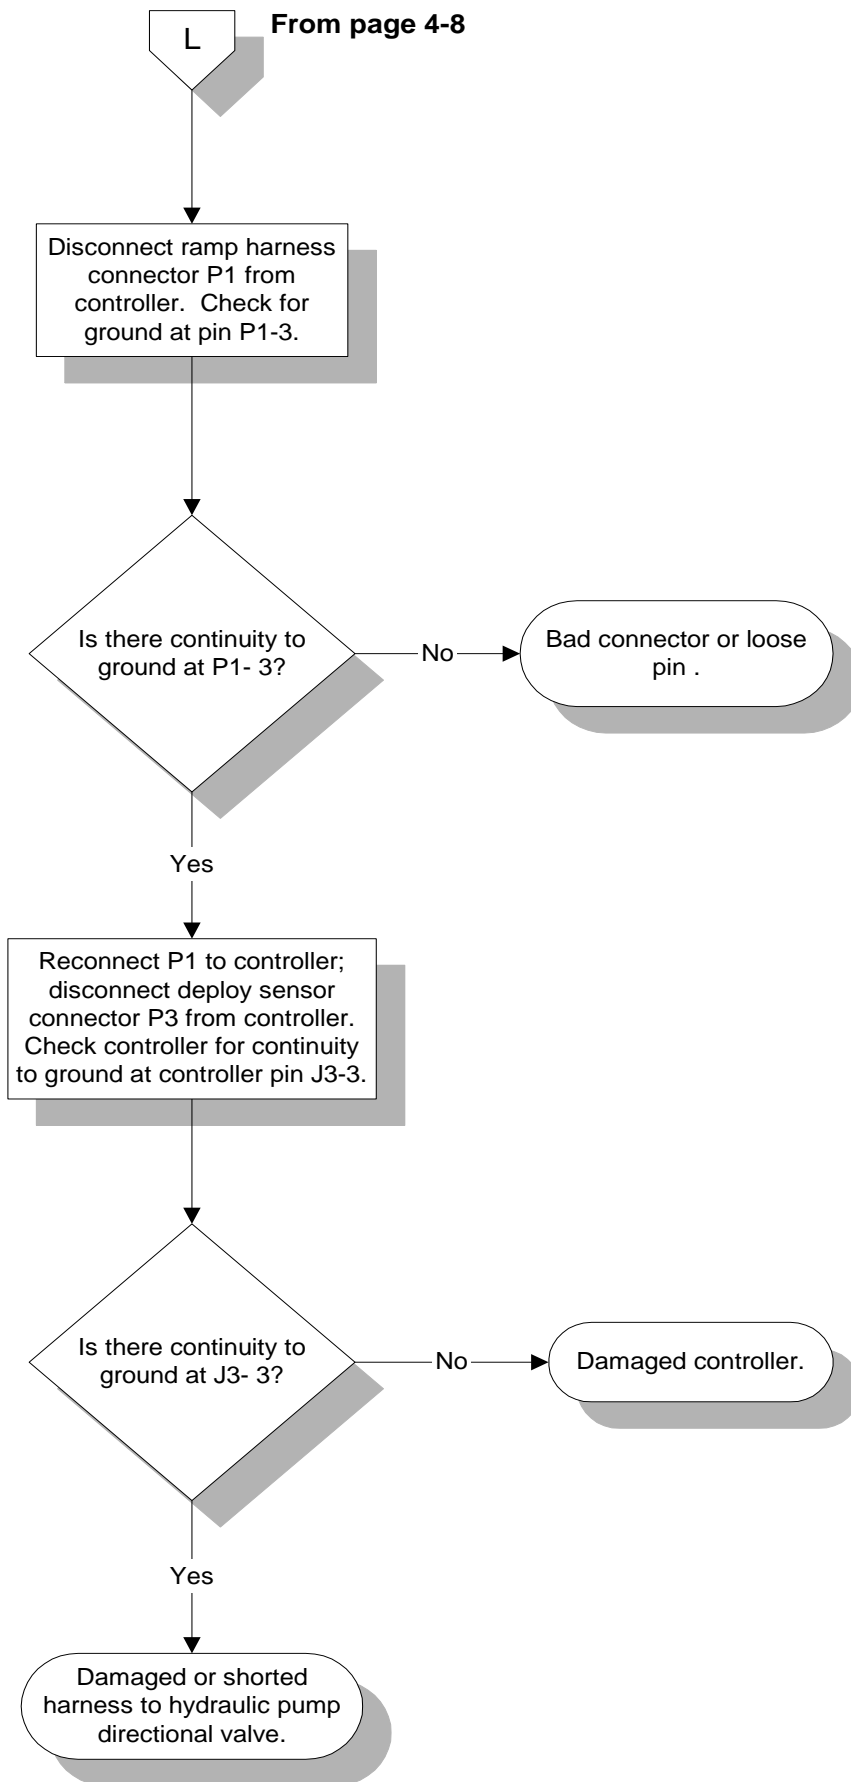 L
From page 4-8
Disconnect ramp harness
connector P1 from
controller.  Check for
ground at pin P1-3.
Is there continuity to
ground at P1- 3?
No
Bad connector or loose
pin .
Yes
Reconnect P1 to controller;
disconnect deploy sensor
connector P3 from controller.
Check controller for continuity
to ground at controller pin J3-3.
Is there continuity to
ground at J3- 3?
No
Damaged controller.
Yes
Damaged or shorted
harness to hydraulic pump
directional valve.